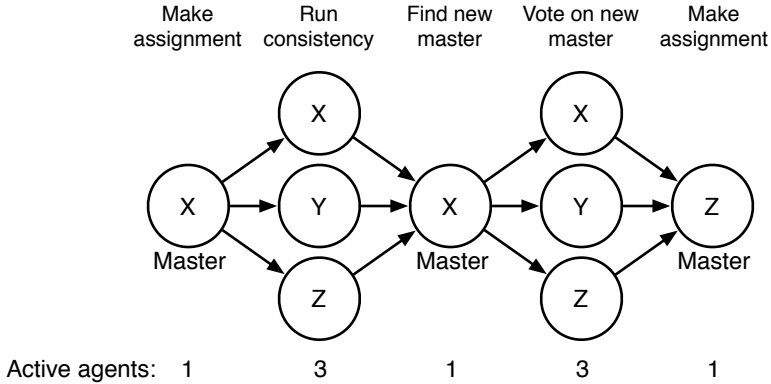 Make assignment
Run consistency
Find new master
Vote on new master
Make assignment
X
X
X
Y
X
Y
Z
Master
Master
Master
Z
Z
Active agents: 1 3 1 3 1